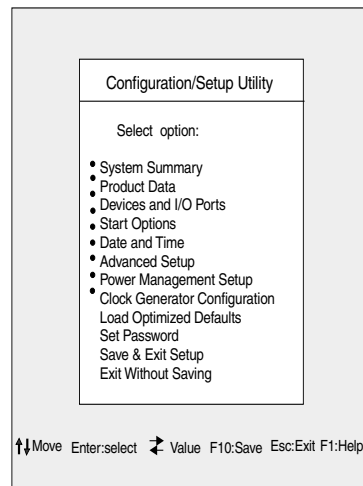 Configuration/Setup Utility
Select option:
• System Summary
• Product Data
• Devices and I/O Ports
• Start Options
• Date and Time
• Advanced Setup
• Power Management Setup
• Clock Generator Configuration
Load Optimized Defaults
Set Password
Save & Exit Setup
Exit Without Saving
↑↓Move Enter:select ⇄ Value F10:Save Esc:Exit F1:Help